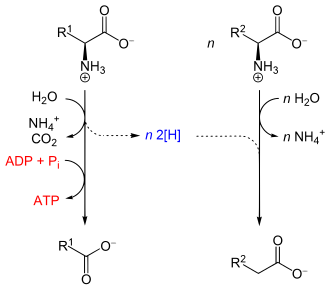 R¹ O O⁻
NH₃ ⊕
n R² O O⁻
NH₃ ⊕
H₂O
NH₄⁺
CO₂
n 2[H]
n H₂O
n NH₄⁺
ADP + Pᵢ
ATP
R¹ O⁻
O
R² O O⁻